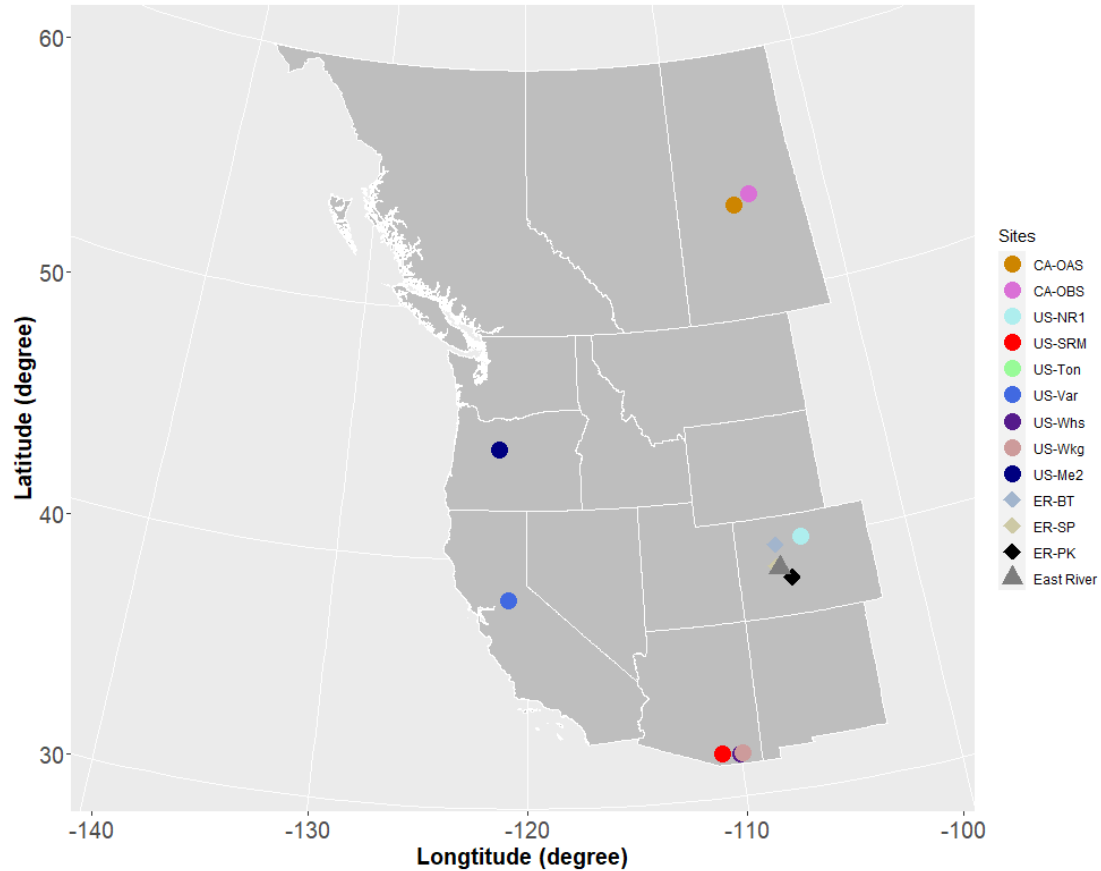 60
50
40
30
Latitude (degree)
-140
-130
-120
-110
-100
Longtitude (degree)
Sites
CA-OAS
CA-OBS
US-NR1
US-SRM
US-Ton
US-Var
US-Whs
US-Wkg
US-Me2
ER-BT
ER-SP
ER-PK
East River